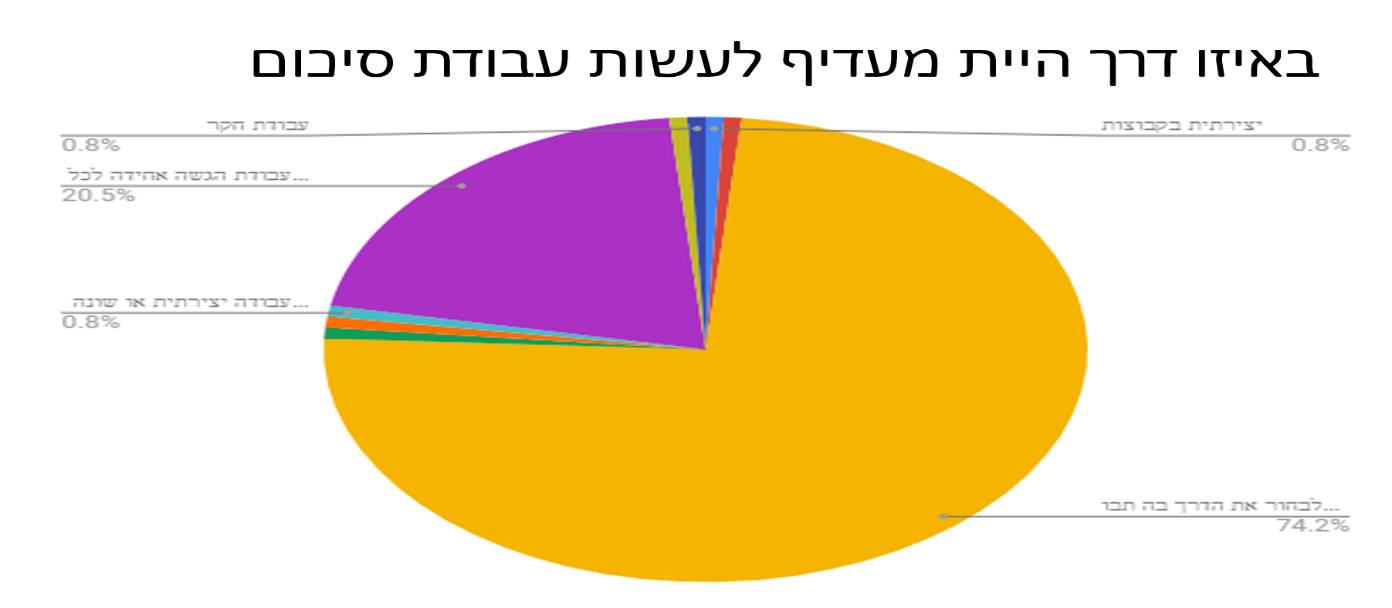 באיזו דרך היית מעדיף לעשות עבודת סיכום
יצירתית בקבוצות
0.8%
לבחור את הדרך בה תבו...
74.2%
עבודת חקר
0.8%
עבודת הגשה אחידה לכל...
20.5%
עבודה יצירתית או שונה...
0.8%